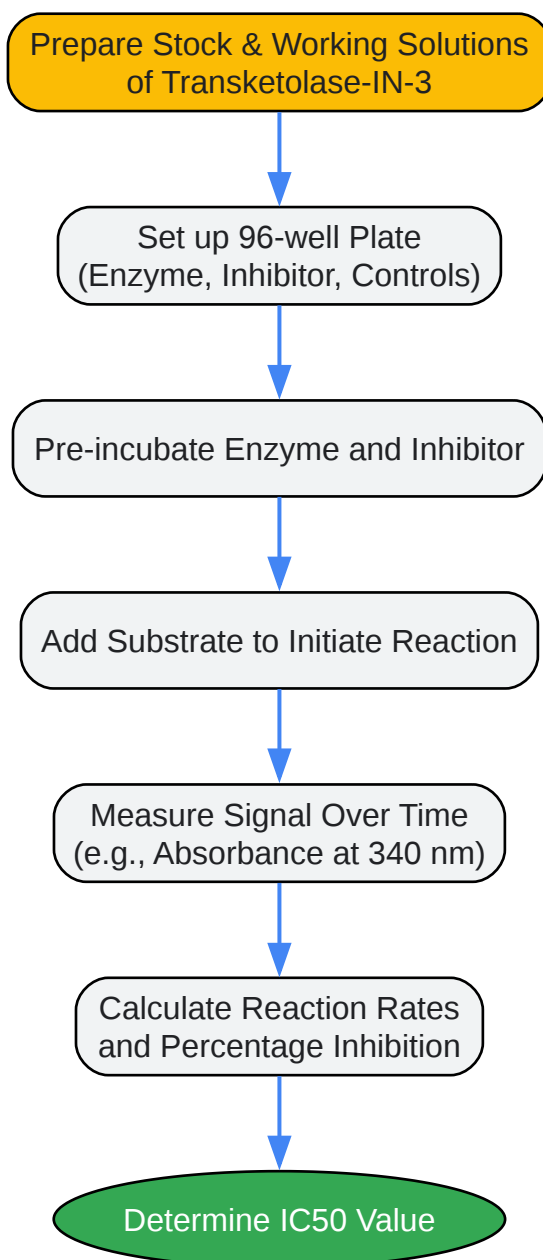 Prepare Stock & Working Solutions
of Transketolase-IN-3
Set up 96-well Plate
(Enzyme, Inhibitor, Controls)
Pre-incubate Enzyme and Inhibitor
Add Substrate to Initiate Reaction
Measure Signal Over Time
(e.g., Absorbance at 340 nm)
Calculate Reaction Rates
and Percentage Inhibition
Determine IC50 Value